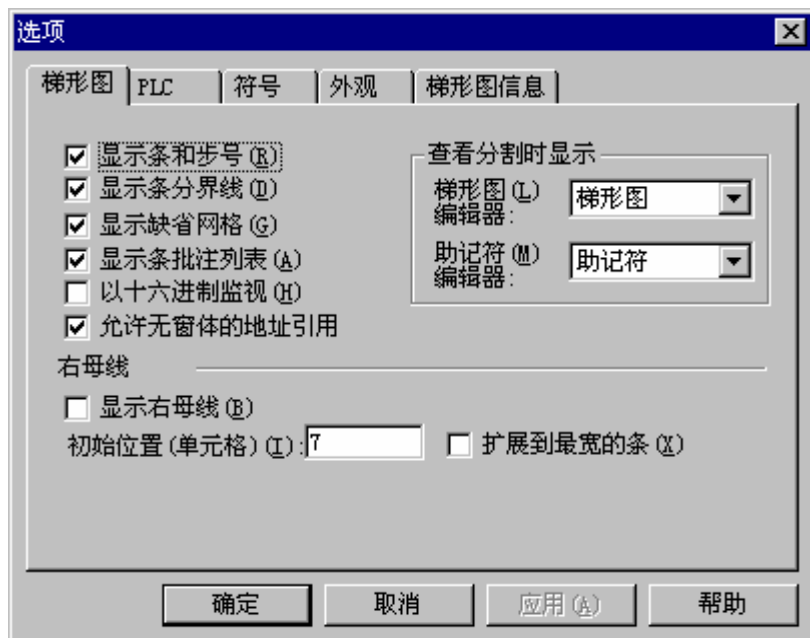 选项
梯形图 PLC 符号 外观 梯形图信息
显示条和步号(R)
显示条分界线(D)
显示缺省网格(G)
显示条批注列表(A)
以十六进制监视(H)
允许无窗体的地址引用
查看分割时显示
梯形图(L)
编辑器:
梯形图
助记符(M)
编辑器:
助记符
右母线
显示右母线(B)
初始位置(单元格)(I):7 扩展到最宽的条(X)
确定 取消 应用(A) 帮助